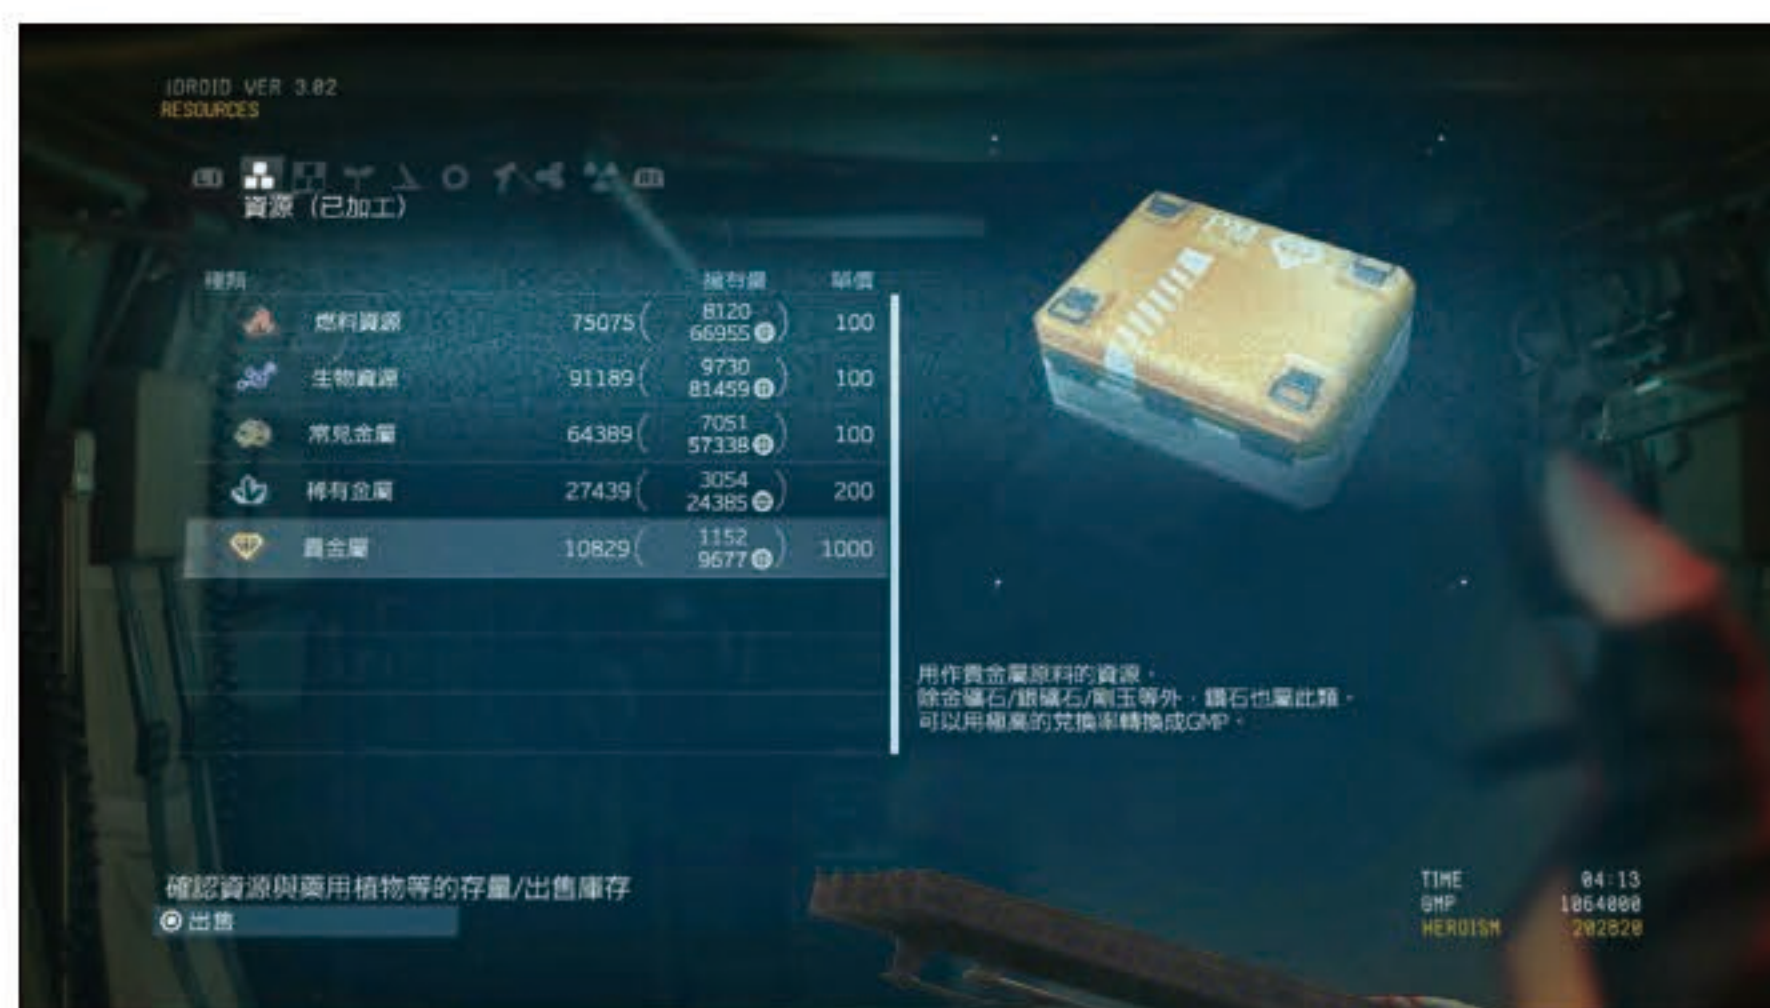 IDROID VER 3.02
RESOURCES
L1 R1
資源（已加工）
種類 擁有量 單價
燃料資源 75075( 8120 66955 ) 100
生物資源 91189( 9730 81459 ) 100
常見金屬 64389( 7051 57338 ) 100
稀有金屬 27439( 3054 24385 ) 200
貴金屬 10829( 1152 9677 ) 1000
用作貴金屬原料的資源。
除金礦石/銀礦石/剛玉等外，鑽石也屬此類。
可以用極高的兌換率轉換成GMP。
確認資源與藥用植物等的存量/出售庫存
出售
TIME 04:13
GMP 1064000
HEROISM 202820